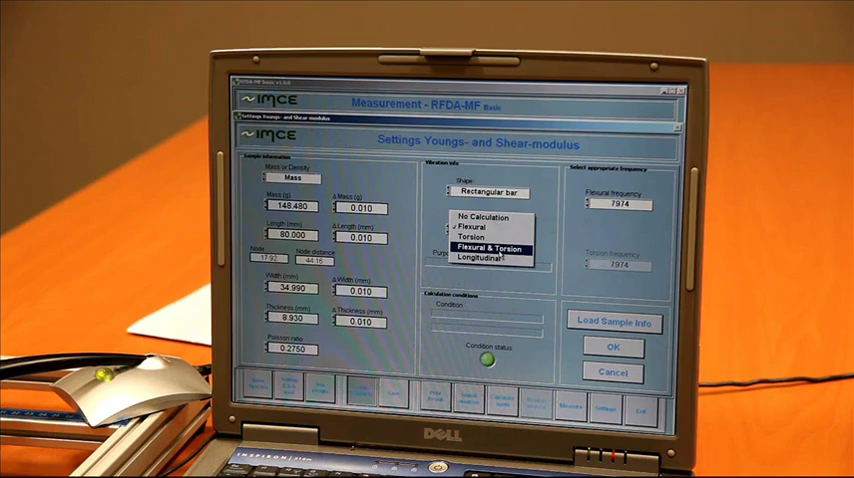 RFDA-MF basic v1.0.0
IMCE Measurement - RFDA-MF Basic
Settings Youngs- and Shear-modulus
IMCE Settings Youngs- and Shear-modulus
Sample information
Mass or Density
Mass
Mass (g) Δ Mass (g)
148.480 0.010
Length (mm) Δ Length (mm)
80.000 0.010
Node Node distance
17.92 44.16
Width (mm) Δ Width (mm)
34.990 0.010
Thickness (mm) Δ Thickness (mm)
8.930 0.010
Poisson ratio
0.2750
Vibration info
Shape:
Rectangular bar
No Calculation
✓ Flexural
Torsion
Flexural & Torsion
Longitudinal
Purp
Calculation conditions
Condition
Condition status
Select appropriate frequency
Flexural frequency
7974
Torsion frequency
7974
Load Sample Info
OK
Cancel
Save
Measure
Settings
Exit
DELL
INSPIRON